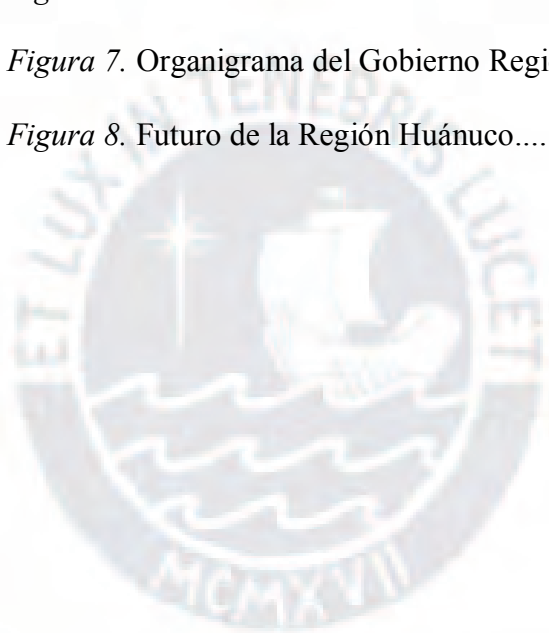 Figura 7. Organigrama del Gobierno Regi
Figura 8. Futuro de la Región Huánuco....
ET LUX IN TENEBRIS LUCET
MCMXVII